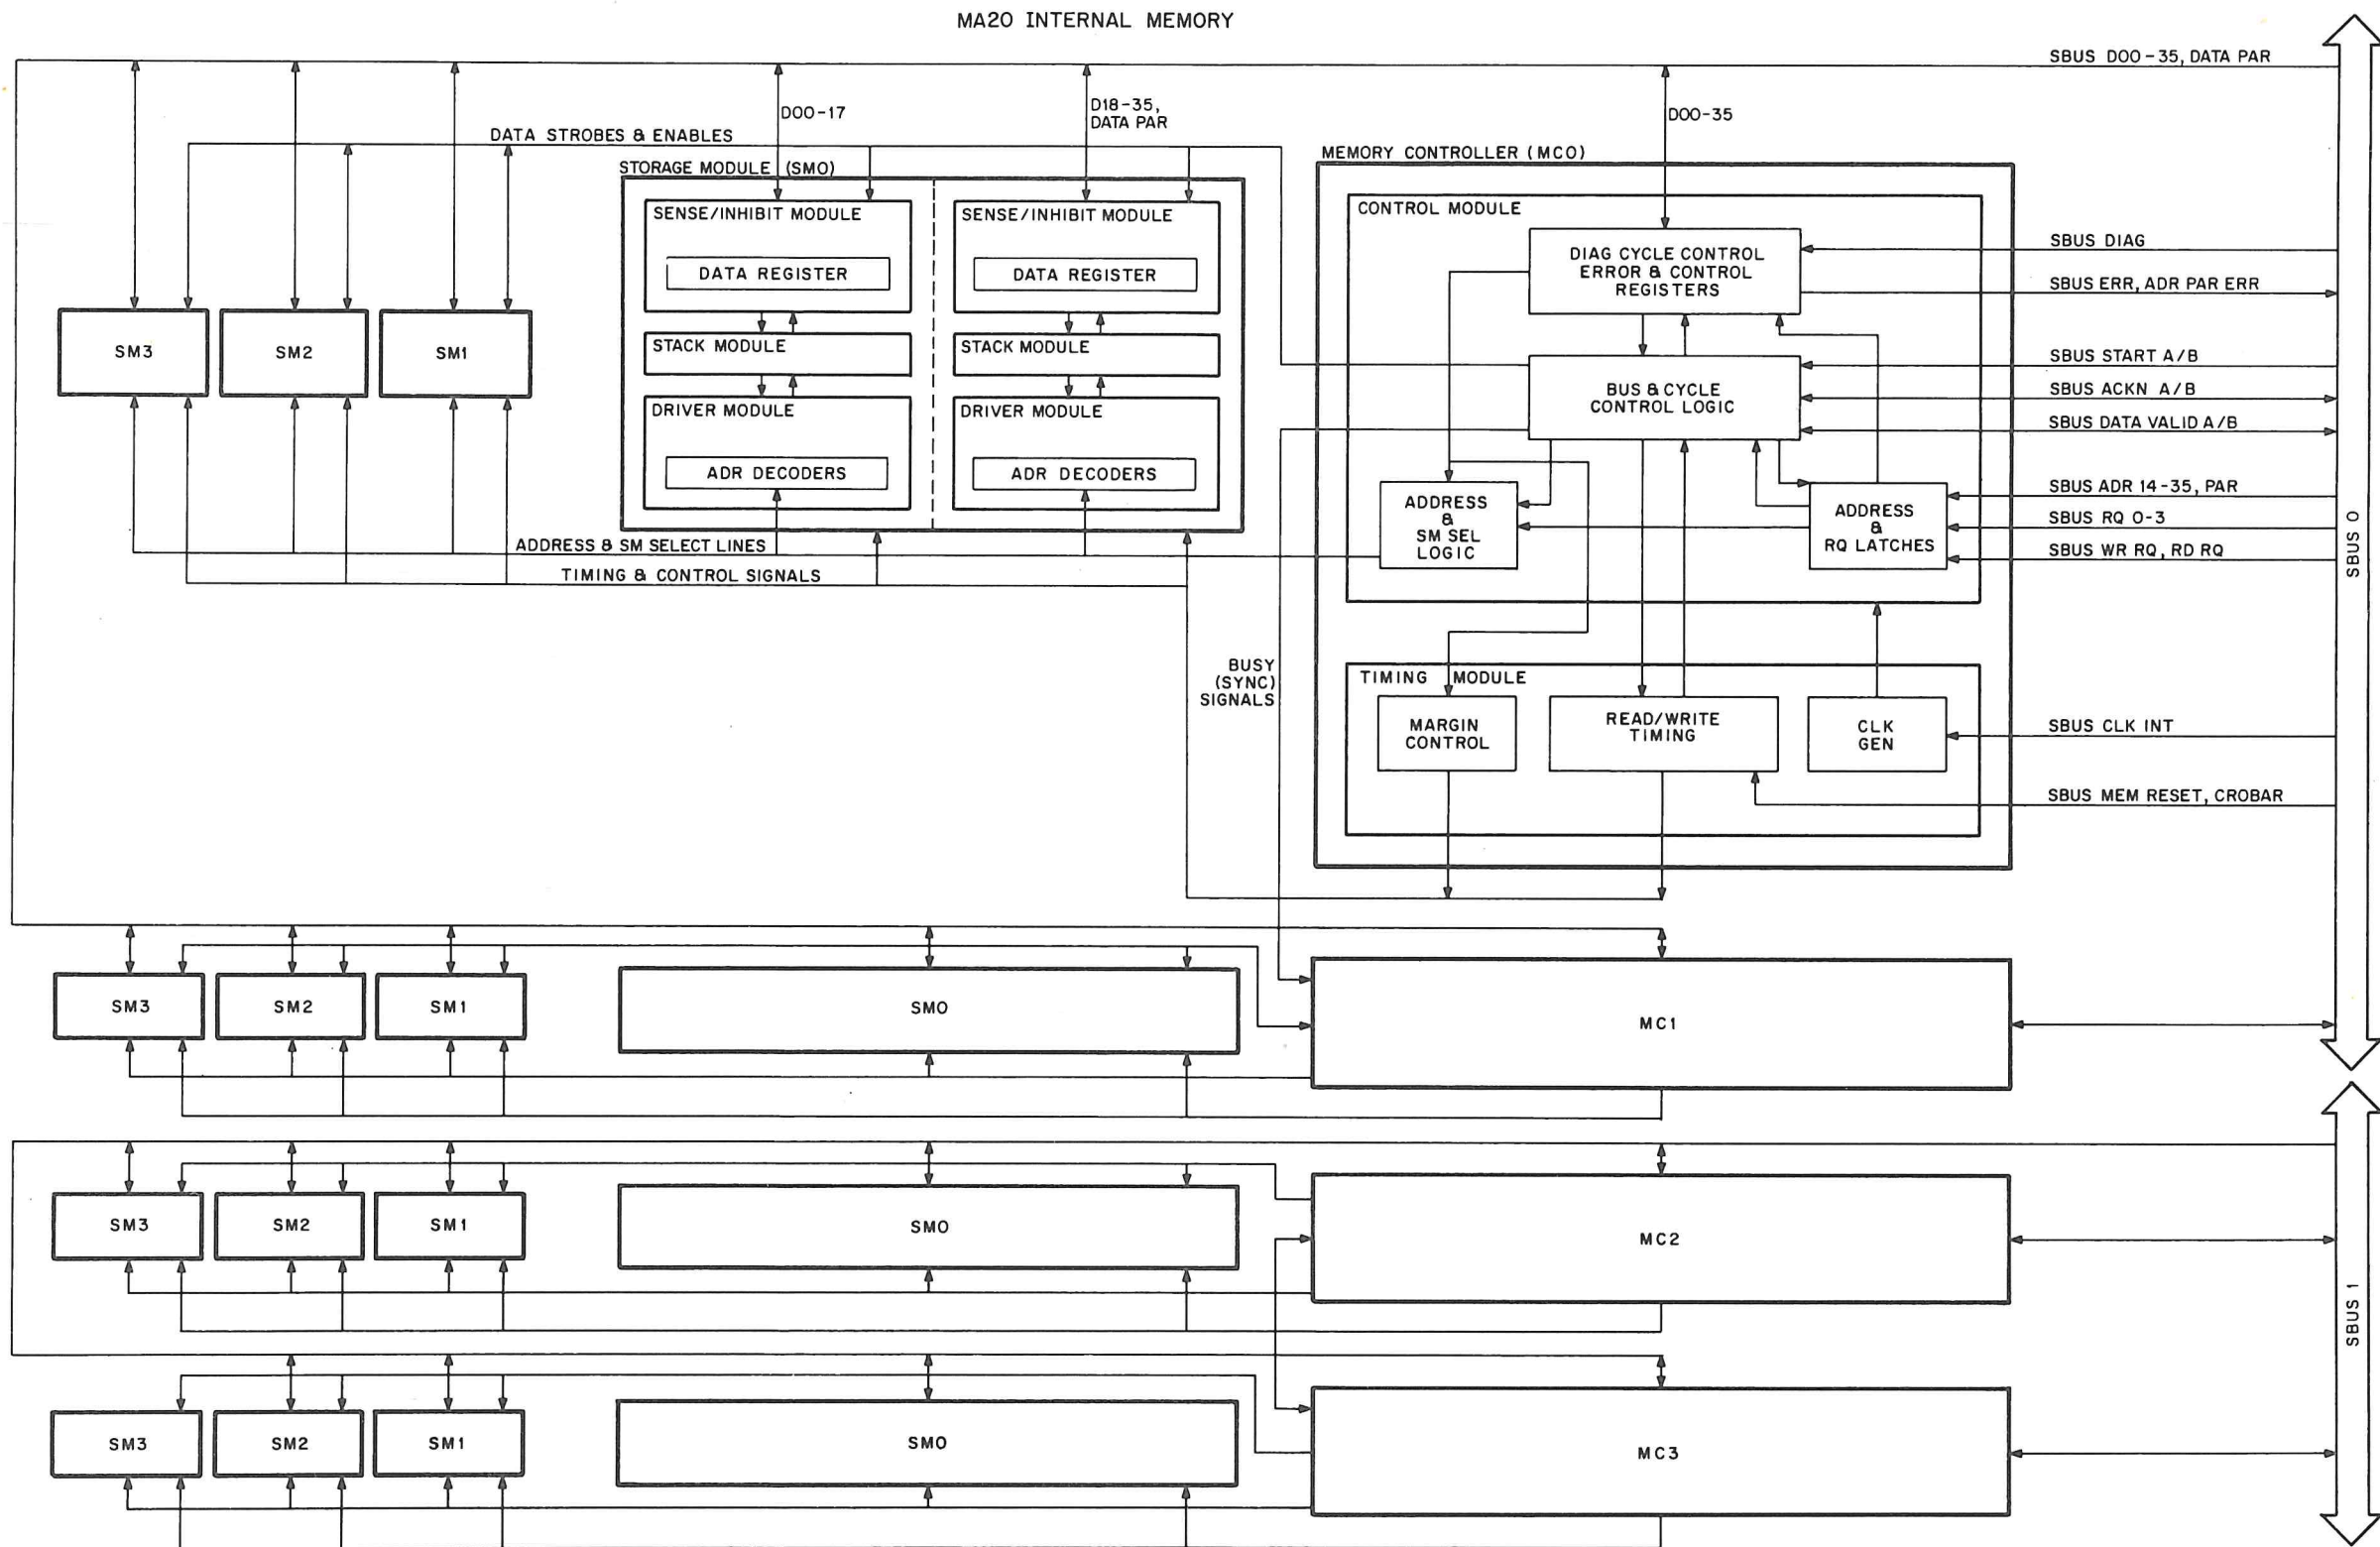 MA20 INTERNAL MEMORY
SBUS D00-35, DATA PAR
D00-17
D18-35,
DATA PAR
D00-35
DATA STROBES & ENABLES
STORAGE MODULE (SM0)
MEMORY CONTROLLER (MC0)
SENSE/INHIBIT MODULE
DATA REGISTER
STACK MODULE
DRIVER MODULE
ADR DECODERS
SENSE/INHIBIT MODULE
DATA REGISTER
STACK MODULE
DRIVER MODULE
ADR DECODERS
SM3
SM2
SM1
ADDRESS & SM SELECT LINES
TIMING & CONTROL SIGNALS
CONTROL MODULE
DIAG CYCLE CONTROL
ERROR & CONTROL
REGISTERS
BUS & CYCLE
CONTROL LOGIC
ADDRESS
&
SM SEL
LOGIC
ADDRESS
&
RQ LATCHES
SBUS DIAG
SBUS ERR, ADR PAR ERR
SBUS START A/B
SBUS ACKN A/B
SBUS DATA VALID A/B
SBUS ADR 14-35, PAR
SBUS RQ 0-3
SBUS WR RQ, RD RQ
SBUS 0
BUSY
(SYNC)
SIGNALS
TIMING MODULE
MARGIN
CONTROL
READ/WRITE
TIMING
CLK
GEN
SBUS CLK INT
SBUS MEM RESET, CROBAR
SM3
SM2
SM1
SM0
MC1
SM3
SM2
SM1
SM0
MC2
SBUS 1
SM3
SM2
SM1
SM0
MC3